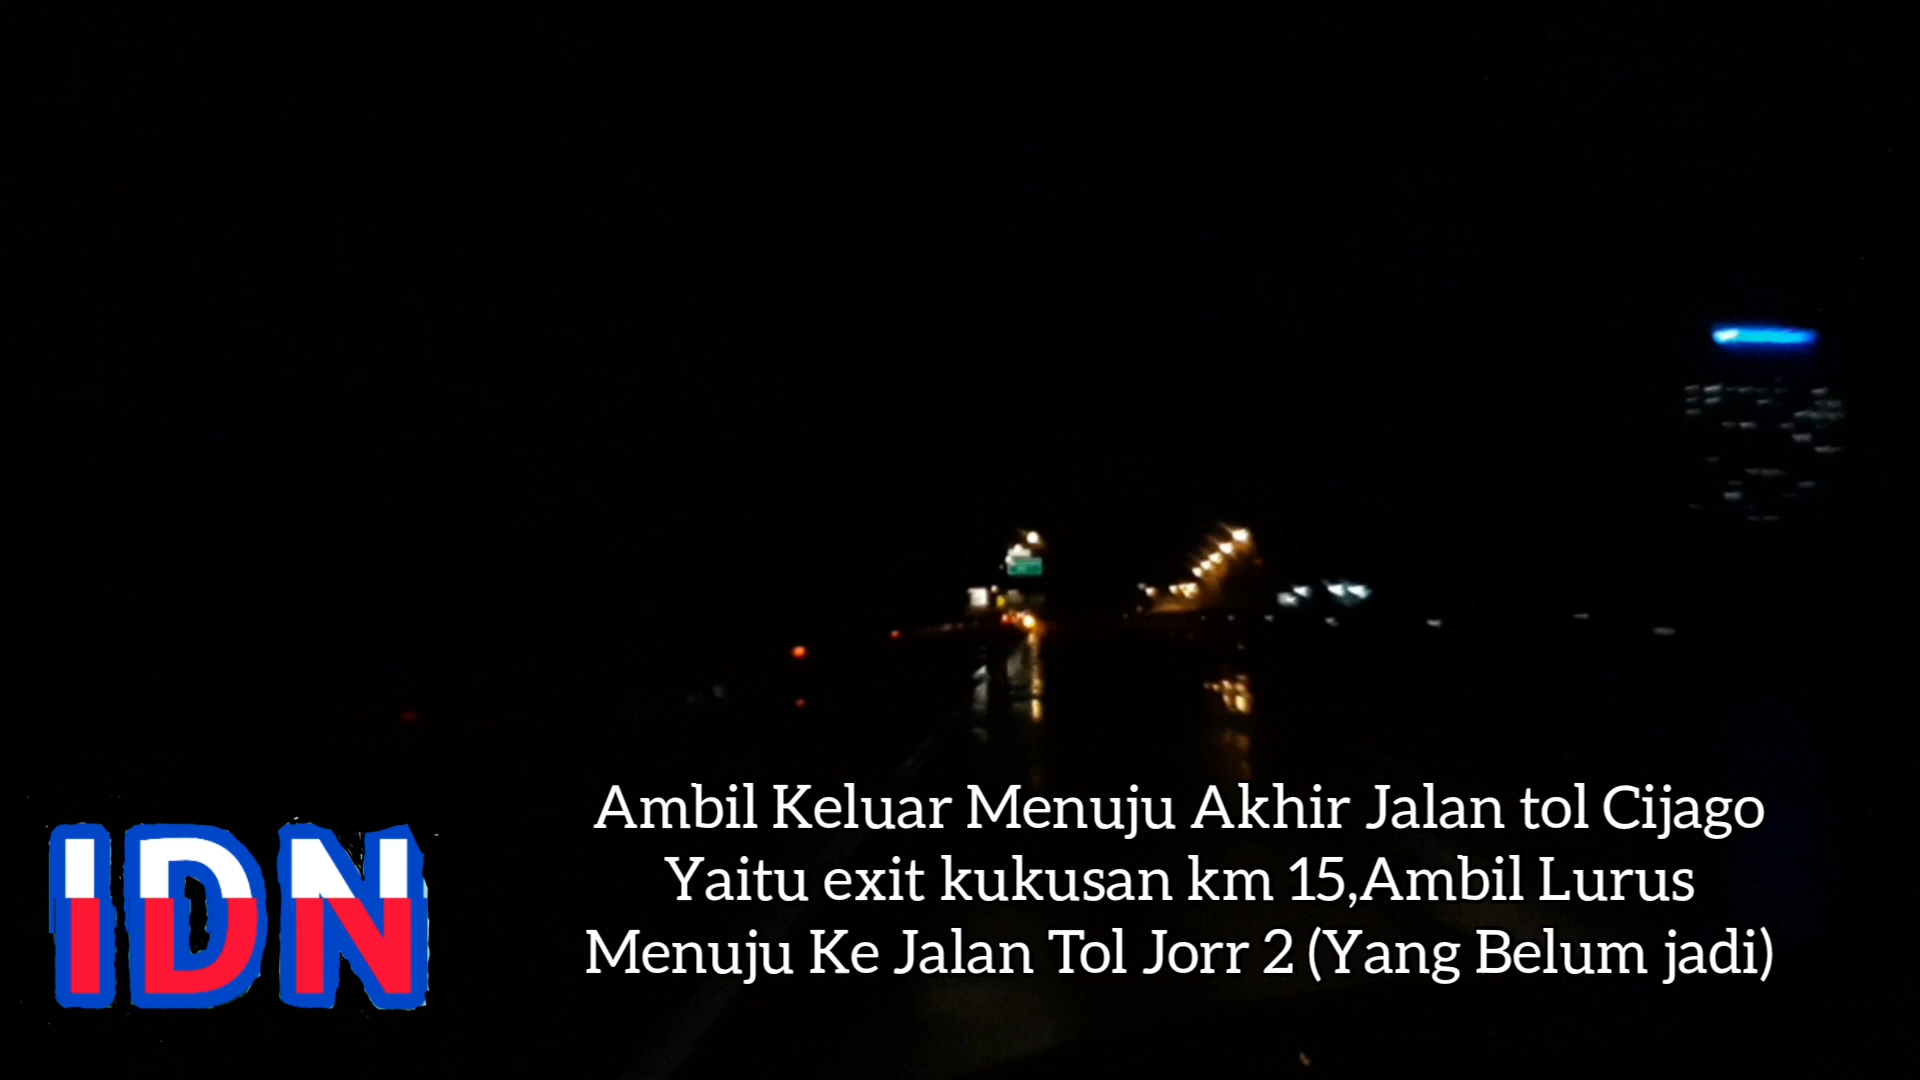 Ambil Keluar Menuju Akhir Jalan tol Cijago
Yaitu exit kukusan km 15,Ambil Lurus
Menuju Ke Jalan Tol Jorr 2 (Yang Belum jadi)
IDN